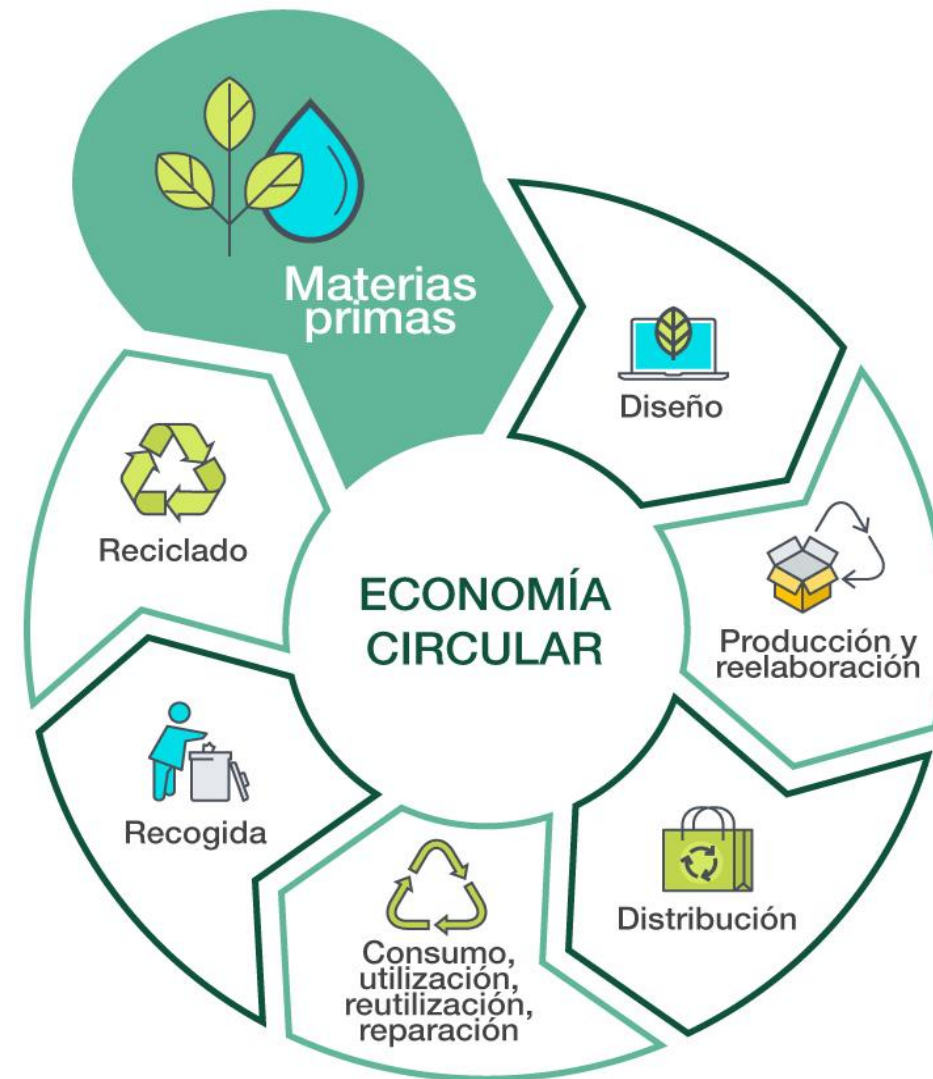 Materias
primas
Diseño
Producción y
reelaboración
Distribución
Consumo,
utilización,
reutilización,
reparación
Recogida
Reciclado
ECONOMÍA
CIRCULAR